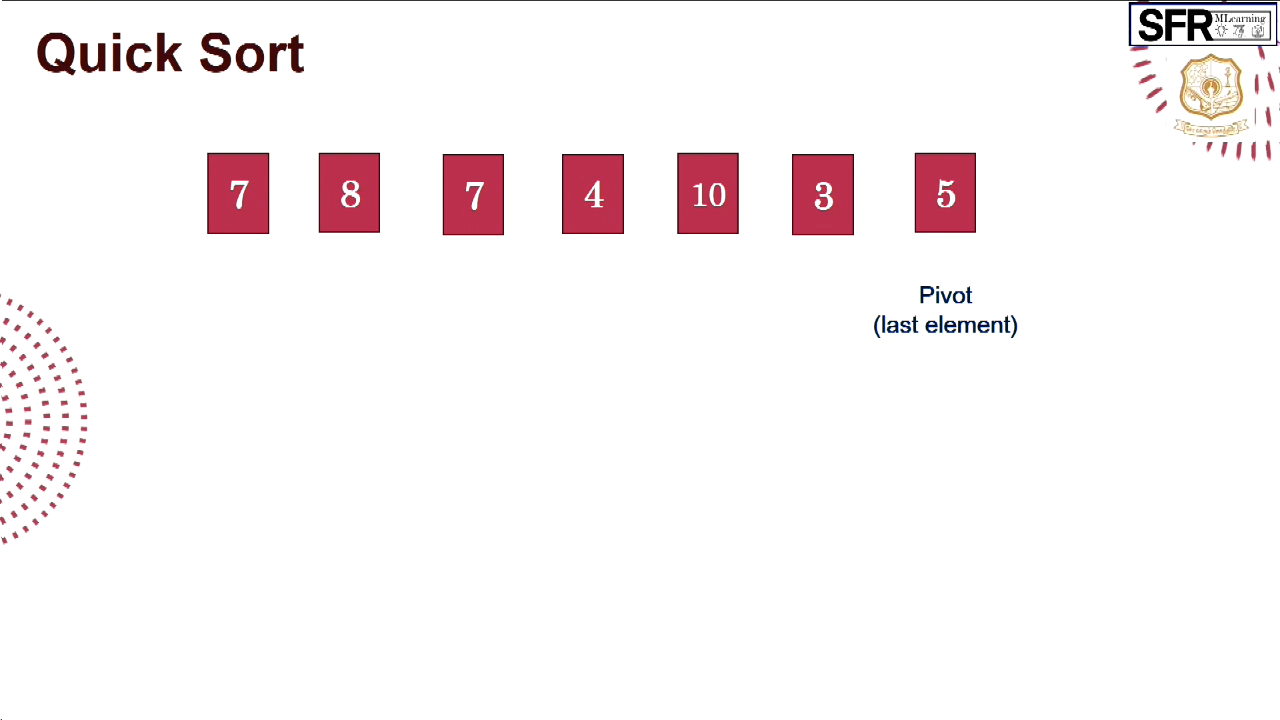 Quick Sort
SFR MLearning
7 8 7 4 10 3 5
Pivot
(last element)